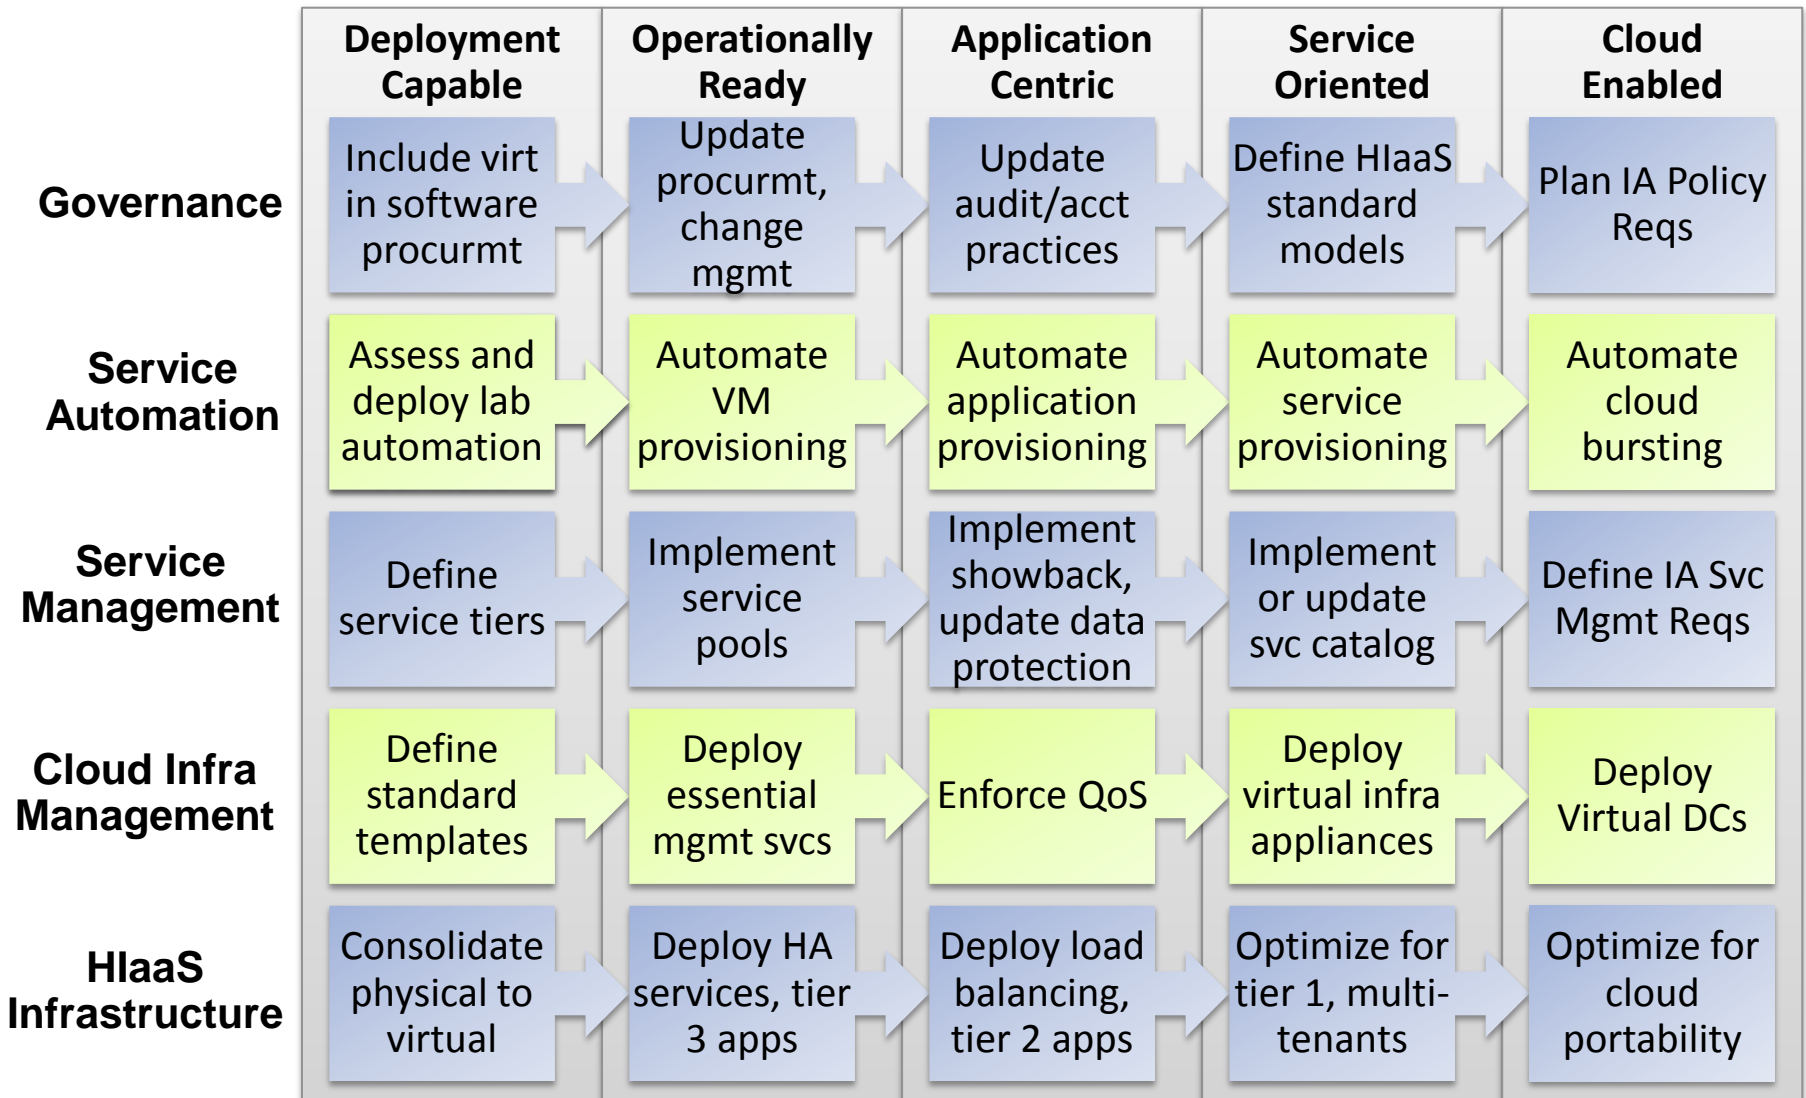 Deployment
Capable
Operationally
Ready
Application
Centric
Service
Oriented
Cloud
Enabled
Governance
Include virt
in software
procurmt
Update
procurmt,
change
mgmt
Update
audit/acct
practices
Define HIaaS
standard
models
Plan IA Policy
Reqs
Service
Automation
Assess and
deploy lab
automation
Automate
VM
provisioning
Automate
application
provisioning
Automate
service
provisioning
Automate
cloud
bursting
Service
Management
Define
service tiers
Implement
service
pools
Implement
showback,
update data
protection
Implement
or update
svc catalog
Define IA Svc
Mgmt Reqs
Cloud Infra
Management
Define
standard
templates
Deploy
essential
mgmt svcs
Enforce QoS
Deploy
virtual infra
appliances
Deploy
Virtual DCs
HIaaS
Infrastructure
Consolidate
physical to
virtual
Deploy HA
services, tier
3 apps
Deploy load
balancing,
tier 2 apps
Optimize for
tier 1, multi-
tenants
Optimize for
cloud
portability